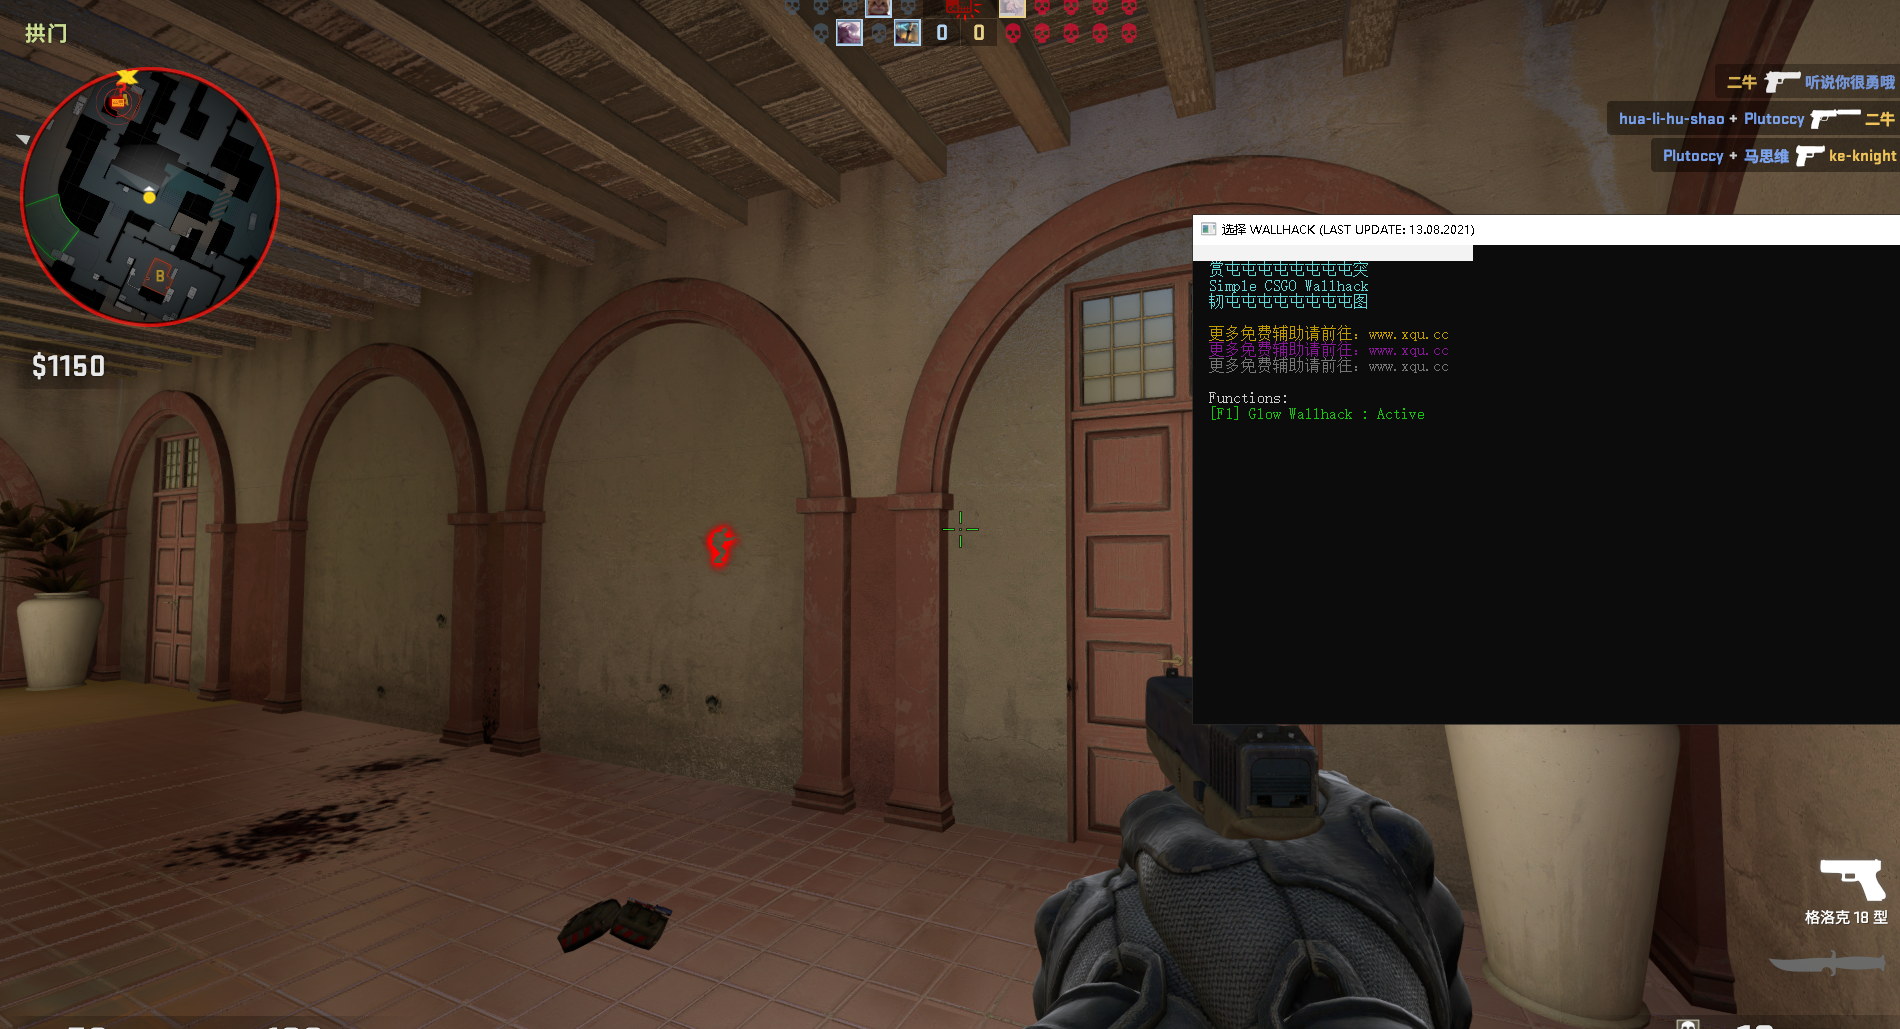 拱门
0 0
二牛 听说你很勇哦
hua-li-hu-shao + Plutoccy 二牛
Plutoccy + 马思维 ke-knight
B
$1150
选择 WALLHACK (LAST UPDATE: 13.08.2021)
赏屯屯屯屯屯屯屯屯突
Simple CSGO Wallhack
韧屯屯屯屯屯屯屯屯图
更多免费辅助请前往: www.xqu.cc
更多免费辅助请前往: www.xqu.cc
更多免费辅助请前往: www.xqu.cc
Functions:
[F1] Glow Wallhack : Active
格洛克 18 型